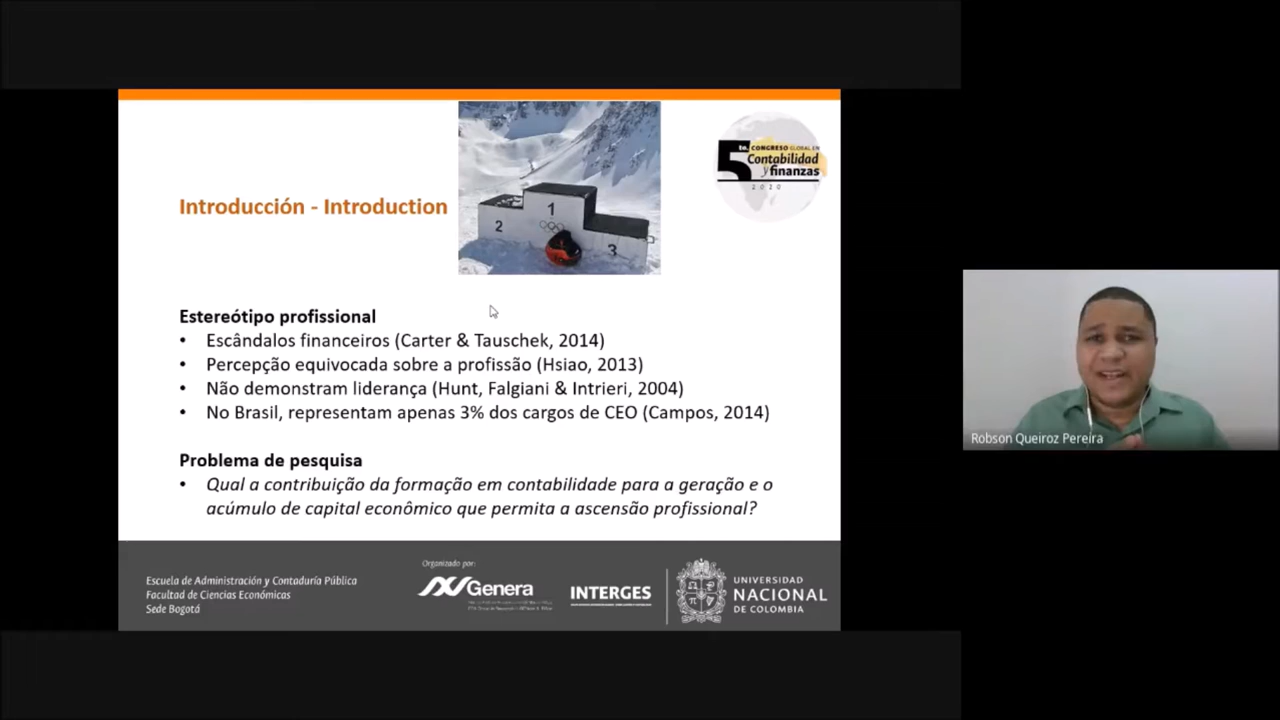 5to. CONGRESO GLOBAL EN
Contabilidad
y finanzas
2020
Introducción - Introduction
1
2
3
Estereótipo profissional
• Escândalos financeiros (Carter & Tauschek, 2014)
• Percepção equivocada sobre a profissão (Hsiao, 2013)
• Não demonstram liderança (Hunt, Falgiani & Intrieri, 2004)
• No Brasil, representam apenas 3% dos cargos de CEO (Campos, 2014)
Problema de pesquisa
• Qual a contribuição da formação em contabilidade para a geração e o
acúmulo de capital econômico que permita a ascensão profissional?
Robson Queiroz Pereira
Escuela de Administración y Contaduría Pública
Facultad de Ciencias Económicas
Sede Bogotá
Organizado por:
Genera
INTERGES
UNIVERSIDAD
NACIONAL
DE COLOMBIA